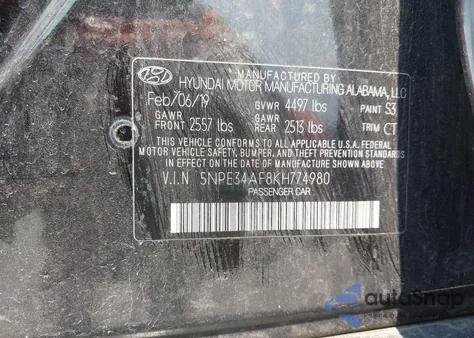 MANUFACTURED BY
HYUNDAI MOTOR MANUFACTURING ALABAMA, LLC
Feb/06/19 GVWR 4497 lbs PAINT S3
GAWR FRONT 2557 lbs GAWR REAR 2513 lbs TRIM CT
THIS VEHICLE CONFORMS TO ALL APPLICABLE U.S.A FEDERAL
MOTOR VEHICLE SAFETY, BUMPER, AND THEFT PREVENTION STANDARDS
IN EFFECT ON THE DATE OF MANUFACTURE SHOWN ABOVE.
V.I.N 5NPE34AF8KH774980
PASSENGER CAR
autoSnap